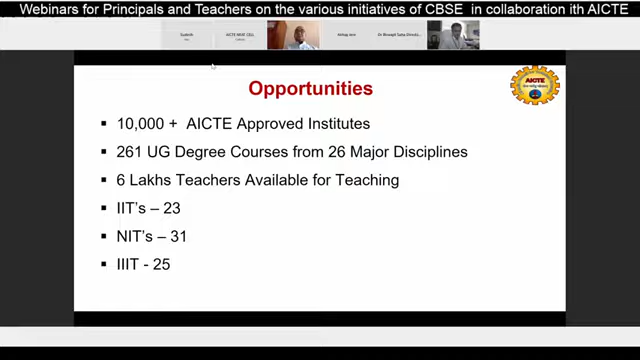 Webinars for Principals and Teachers on the various initiatives of CBSE in collaboration ith AICTE
AICTE NEAT CELL
Opportunities
AICTE
▪ 10,000 + AICTE Approved Institutes
▪ 261 UG Degree Courses from 26 Major Disciplines
▪ 6 Lakhs Teachers Available for Teaching
▪ IIT's – 23
▪ NIT's – 31
▪ IIIT - 25